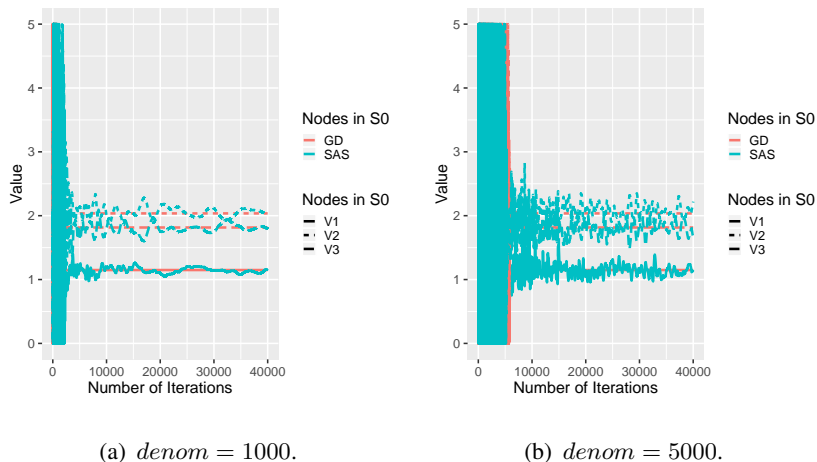 5
4
3
2
1
0
Value
0 10000 20000 30000 40000
Number of Iterations
Nodes in S0
GD
SAS
Nodes in S0
V1
V2
V3
(a) denom = 1000.
5
4
3
2
1
0
Value
0 10000 20000 30000 40000
Number of Iterations
Nodes in S0
GD
SAS
Nodes in S0
V1
V2
V3
(b) denom = 5000.